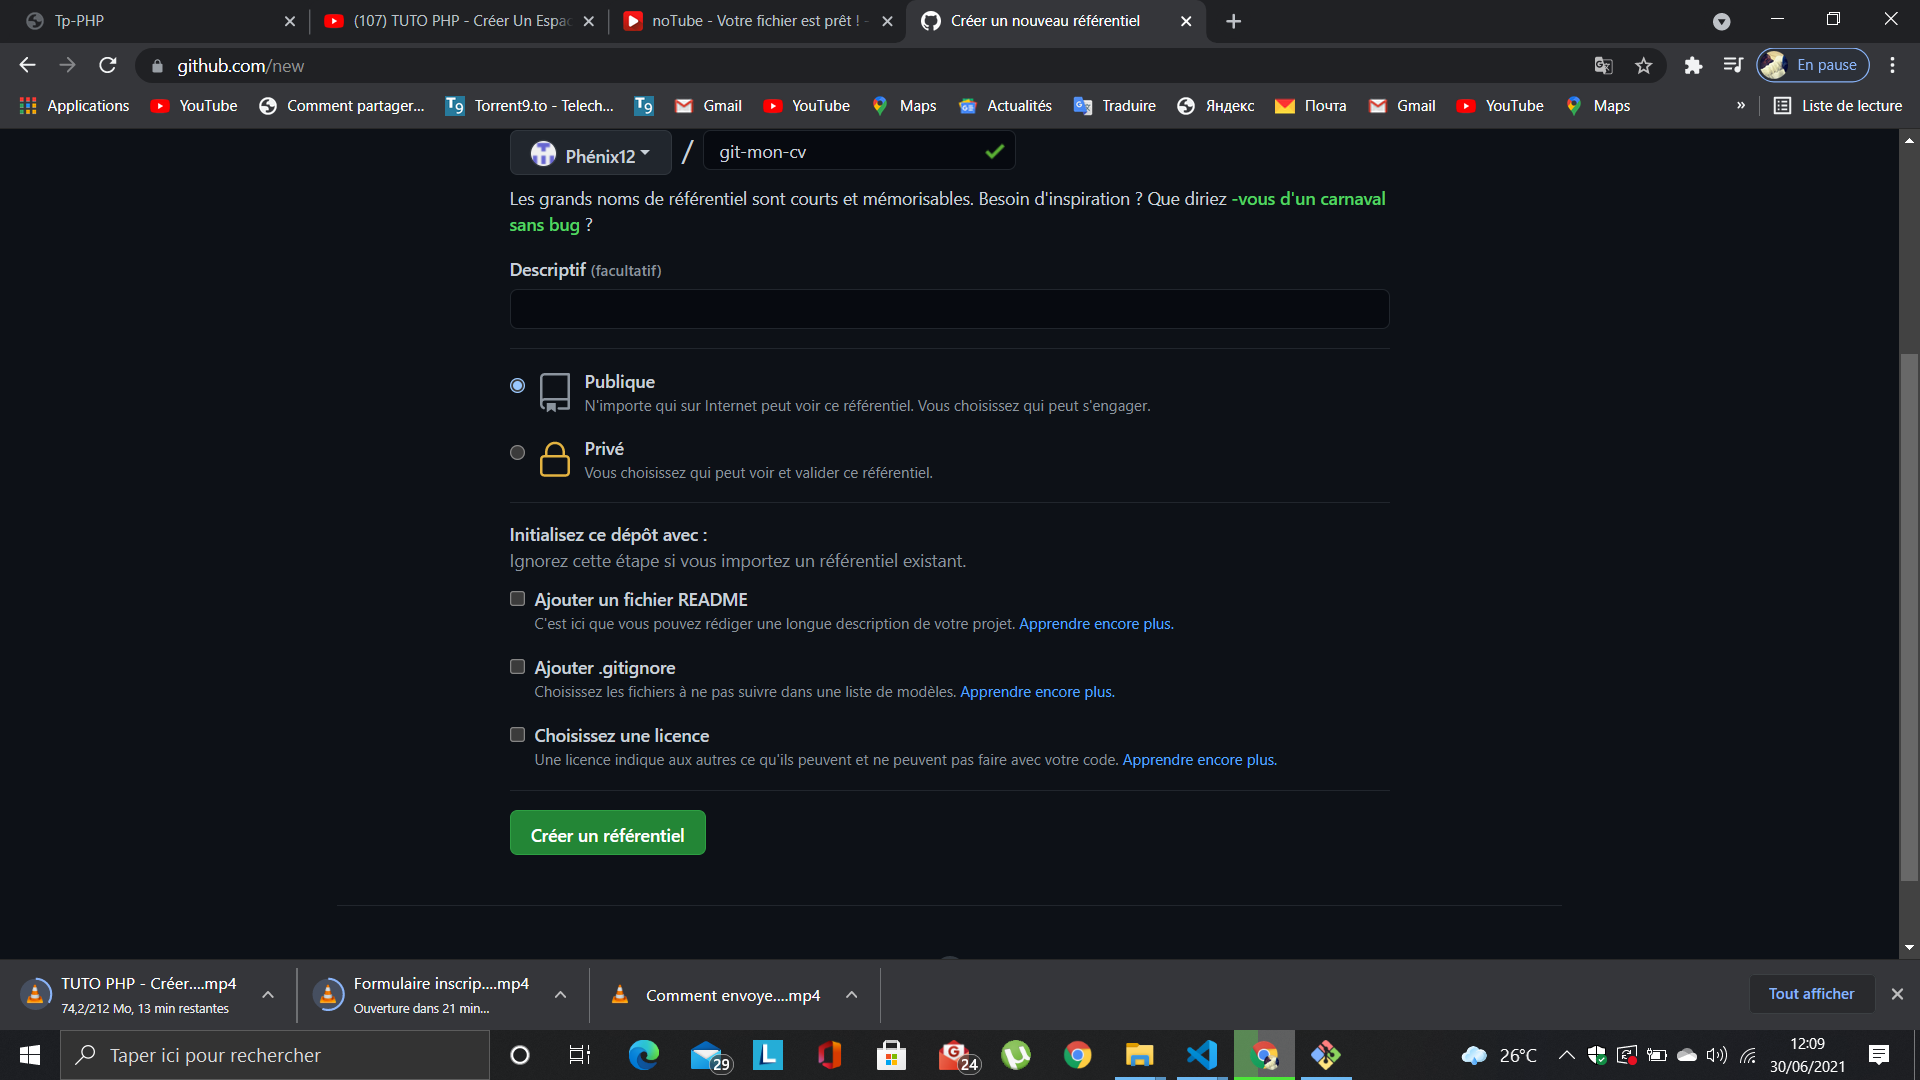 Tp-PHP
(107) TUTO PHP - Créer Un Espac
noTube - Votre fichier est prêt ! -
Créer un nouveau référentiel
github.com/new
En pause
Applications
YouTube
Comment partager...
Torrent9.to - Telech...
Gmail
YouTube
Maps
Actualités
Traduire
Яндекс
Почта
Gmail
YouTube
Maps
»
Liste de lecture
Phénix12 / git-mon-cv
Les grands noms de référentiel sont courts et mémorisables. Besoin d'inspiration ? Que diriez -vous d'un carnaval
sans bug ?
Descriptif (facultatif)
Publique
N'importe qui sur Internet peut voir ce référentiel. Vous choisissez qui peut s'engager.
Privé
Vous choisissez qui peut voir et valider ce référentiel.
Initialisez ce dépôt avec :
Ignorez cette étape si vous importez un référentiel existant.
Ajouter un fichier README
C'est ici que vous pouvez rédiger une longue description de votre projet. Apprendre encore plus.
Ajouter .gitignore
Choisissez les fichiers à ne pas suivre dans une liste de modèles. Apprendre encore plus.
Choisissez une licence
Une licence indique aux autres ce qu'ils peuvent et ne peuvent pas faire avec votre code. Apprendre encore plus.
Créer un référentiel
TUTO PHP - Créer....mp4
74,2/212 Mo, 13 min restantes
Formulaire inscrip....mp4
Ouverture dans 21 min...
Comment envoye....mp4
Tout afficher
Taper ici pour rechercher
29
L
24
26°C
12:09
30/06/2021